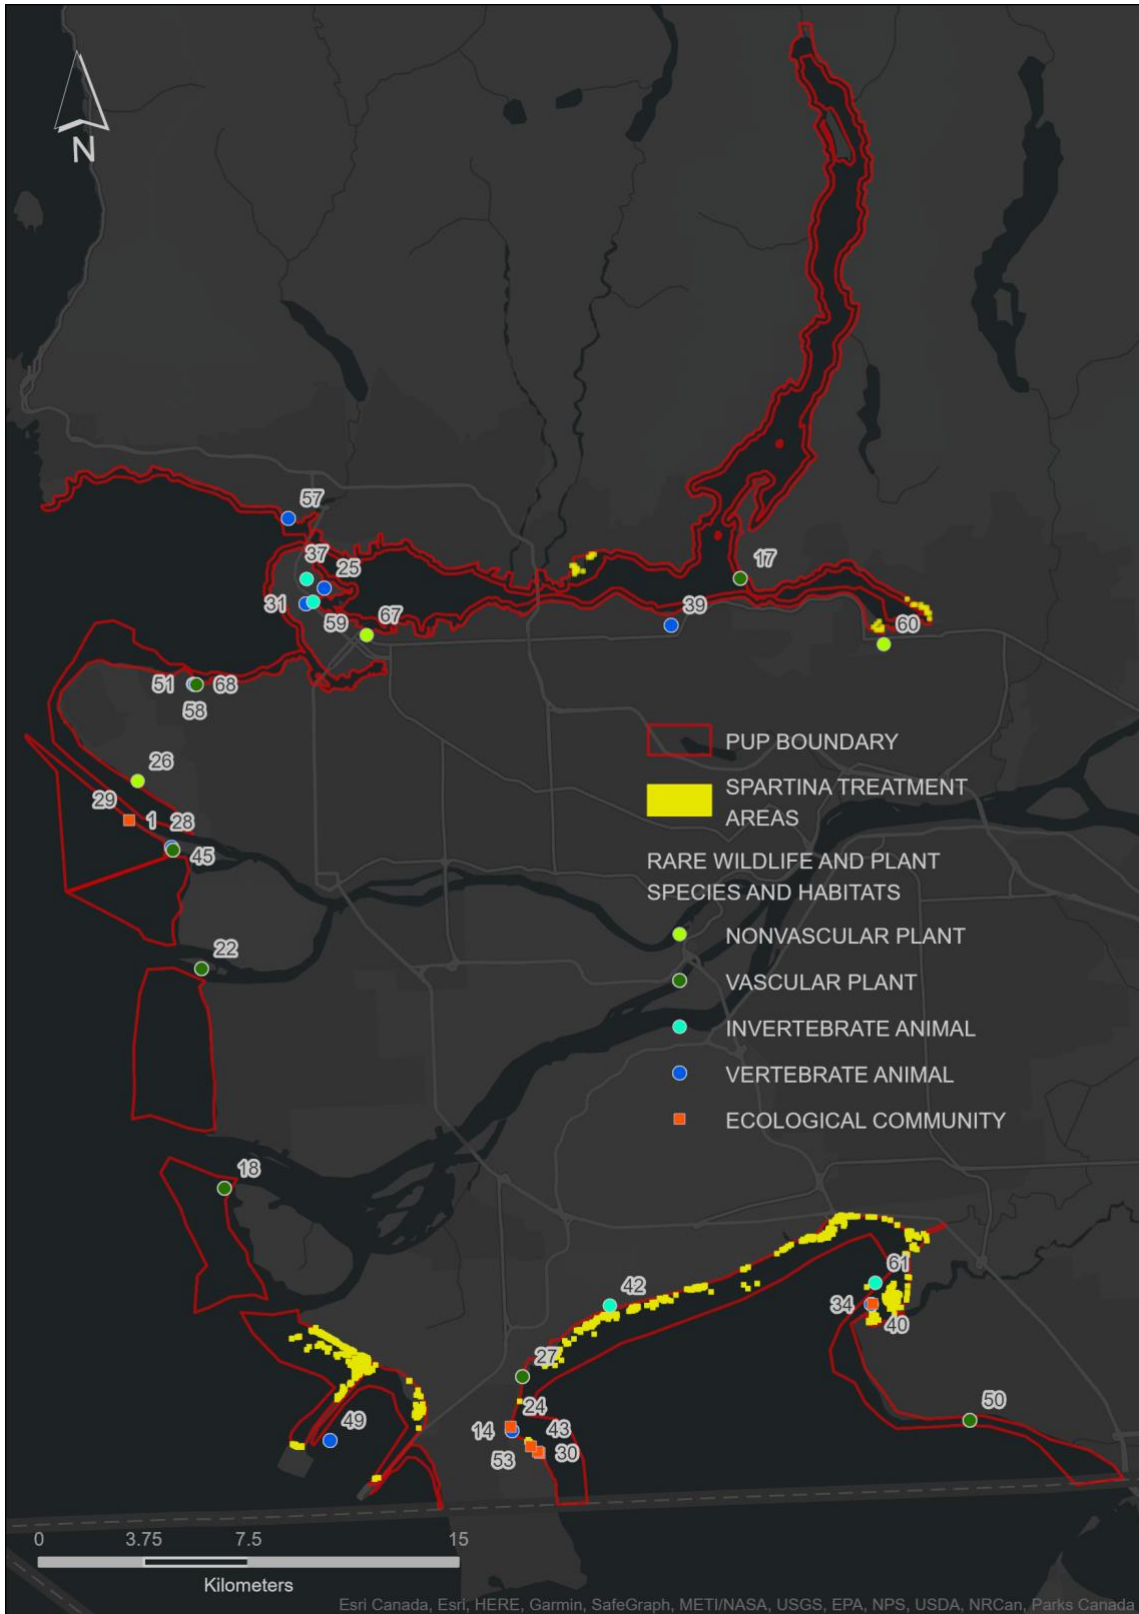 N
57
37
25
17
31
59
67
39
60
51
68
58
26
29
1
28
45
22
18
PUP BOUNDARY
SPARTINA TREATMENT
AREAS
RARE WILDLIFE AND PLANT
SPECIES AND HABITATS
NONVASCULAR PLANT
VASCULAR PLANT
INVERTEBRATE ANIMAL
VERTEBRATE ANIMAL
ECOLOGICAL COMMUNITY
61
42
34
40
27
24
50
49
14
43
53
30
0 3.75 7.5 15
Kilometers
Esri Canada, Esri, HERE, Garmin, SafeGraph, METI/NASA, USGS, EPA, NPS, USDA, NRCan, Parks Canada